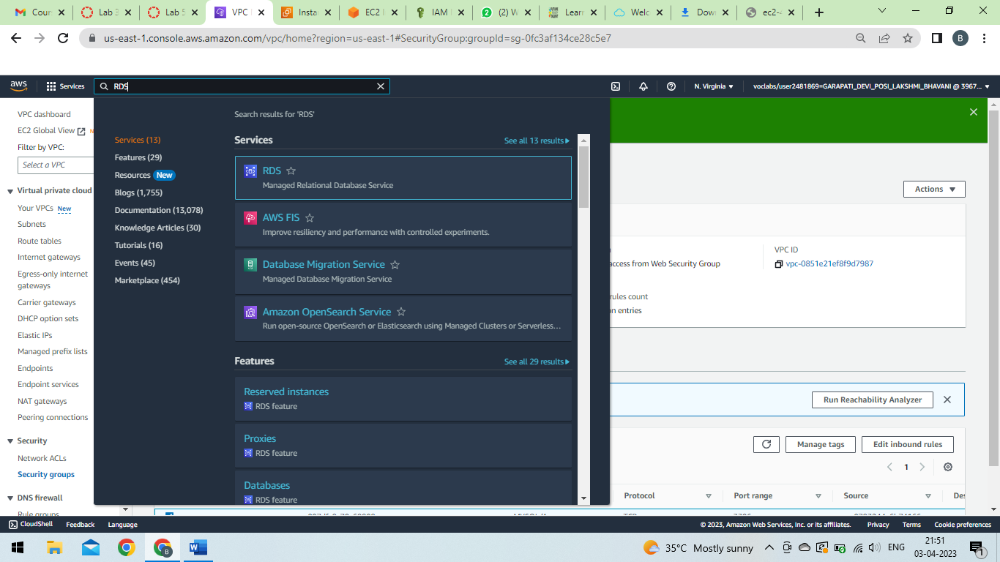 Cour
Lab 3
Lab 5
VPC
Insta
EC2
IAM
(2) W
Learn
Welc
Dow
ec2-4
us-east-1.console.aws.amazon.com/vpc/home?region=us-east-1#SecurityGroup:groupId=sg-0fc3af134ce28c5e7
B
aws
Services
RDS
N. Virginia
voclabs/user2481869=GARAPATI_DEVI_POSI_LAKSHMI_BHAVANI @ 3967...
VPC dashboard
EC2 Global View
Filter by VPC:
Select a VPC
Virtual private cloud
Your VPCs New
Subnets
Route tables
Internet gateways
Egress-only internet
gateways
Carrier gateways
DHCP option sets
Elastic IPs
Managed prefix lists
Endpoints
Endpoint services
NAT gateways
Peering connections
Security
Network ACLs
Security groups
DNS firewall
Rule groups
Search results for 'RDS'
Services (13)
Features (29)
Resources New
Blogs (1,755)
Documentation (13,078)
Knowledge Articles (30)
Tutorials (16)
Events (45)
Marketplace (454)
Services
See all 13 results
RDS
Managed Relational Database Service
AWS FIS
Improve resiliency and performance with controlled experiments.
Database Migration Service
Managed Database Migration Service
Amazon OpenSearch Service
Run open-source OpenSearch or Elasticsearch using Managed Clusters or Serverless…
Features
See all 29 results
Reserved instances
RDS feature
Proxies
RDS feature
Databases
RDS feature
Actions
VPC ID
access from Web Security Group
vpc-0851e21ef8f9d7987
rules count
entries
Run Reachability Analyzer
Manage tags
Edit inbound rules
1
Protocol
Port range
Source
Des
CloudShell
Feedback
Language
© 2023, Amazon Web Services, Inc. or its affiliates.
Privacy
Terms
Cookie preferences
35°C Mostly sunny
ENG
21:51
03-04-2023
1